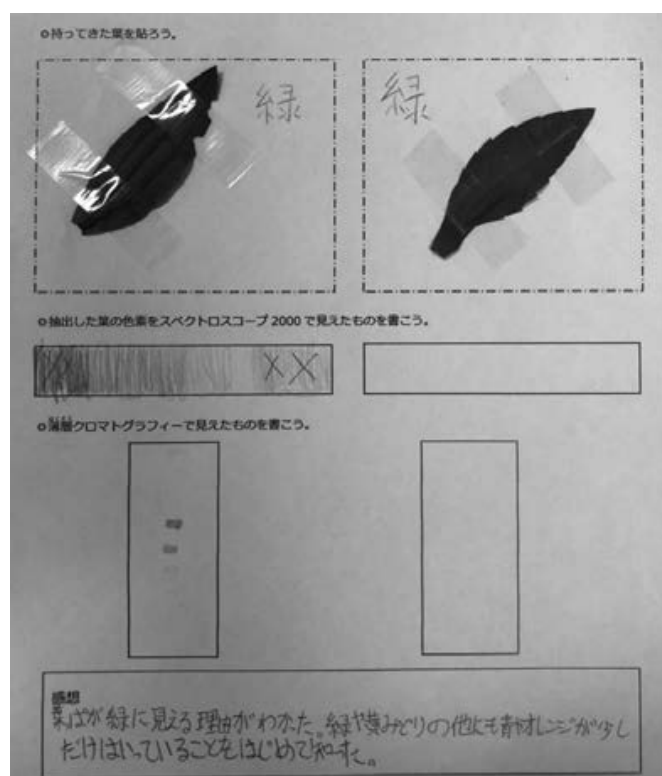 ○持ってきた葉を貼ろう。
緑 緑
○抽出した葉の色素をスペクトロスコープ2000で見えたものを書こう。
××× 
○薄層クロマトグラフィーで見えたものを書こう。
感想
葉っぱが緑に見える理由がわかった。緑や黄みどりの他にも青やオレンジが少し
だけはいっていることをはじめて知った。